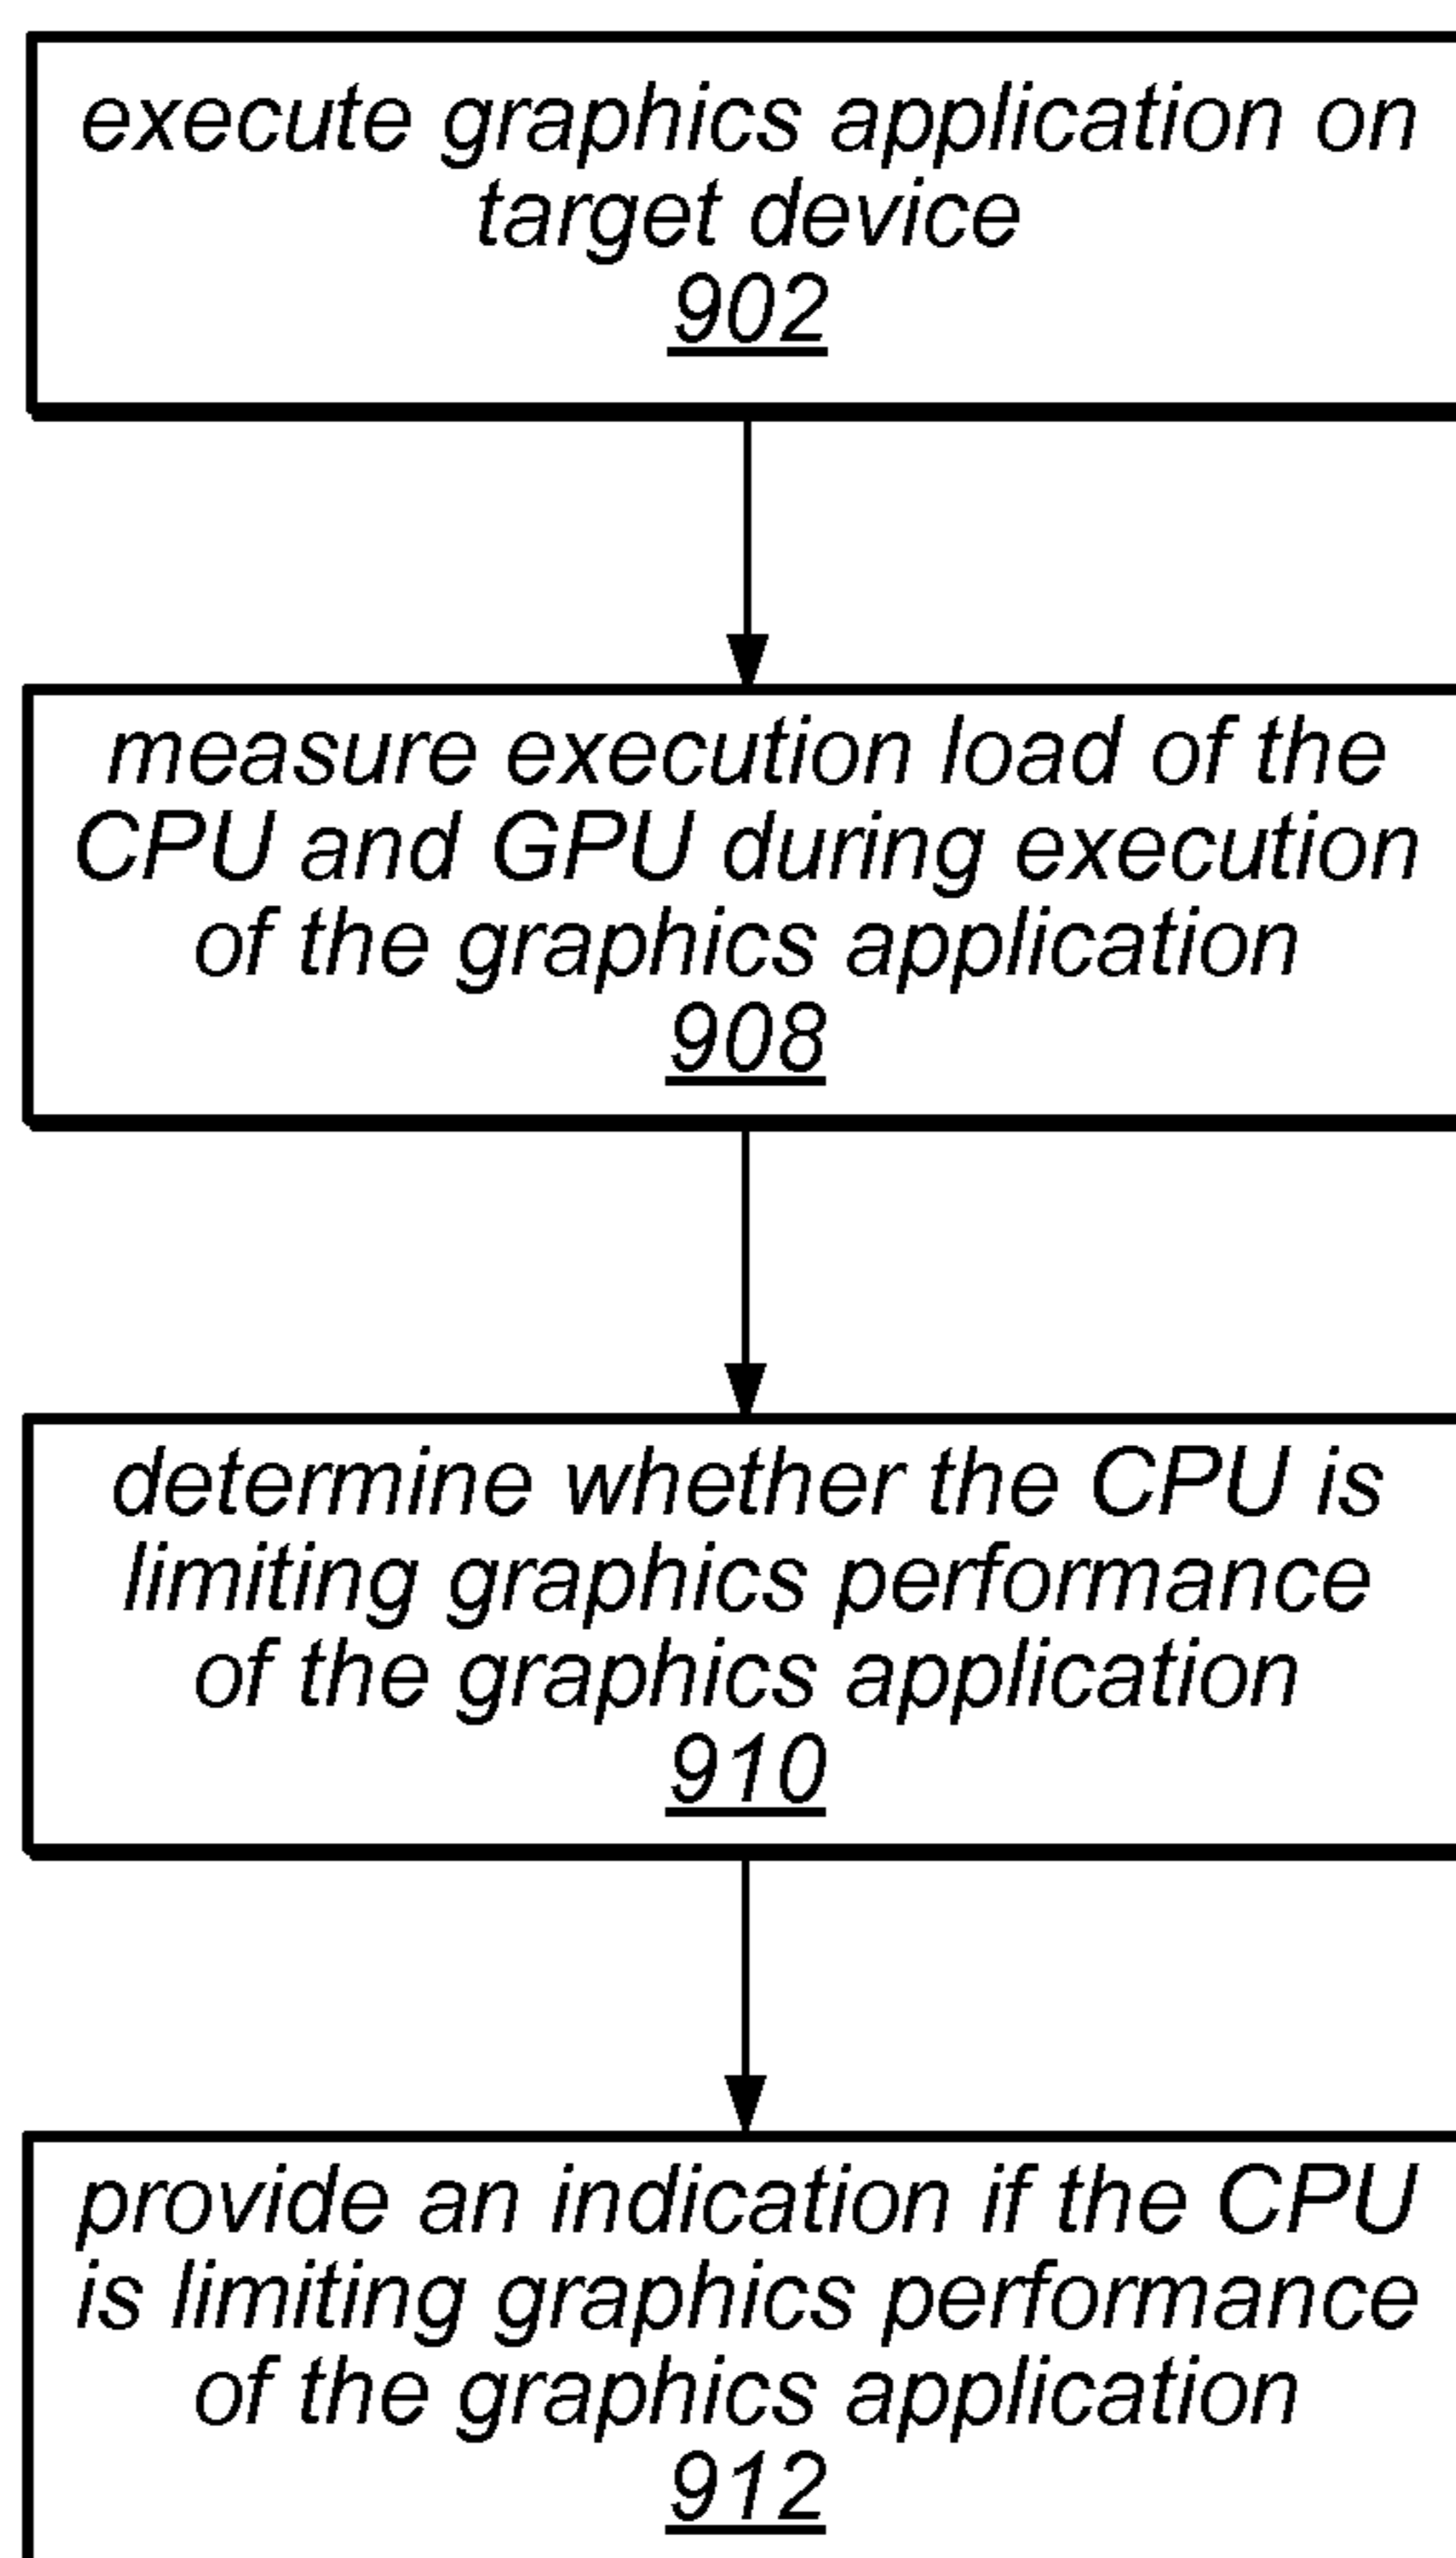 execute graphics application on
target device
902
measure execution load of the
CPU and GPU during execution
of the graphics application
908
determine whether the CPU is
limiting graphics performance
of the graphics application
910
provide an indication if the CPU
is limiting graphics performance
of the graphics application
912